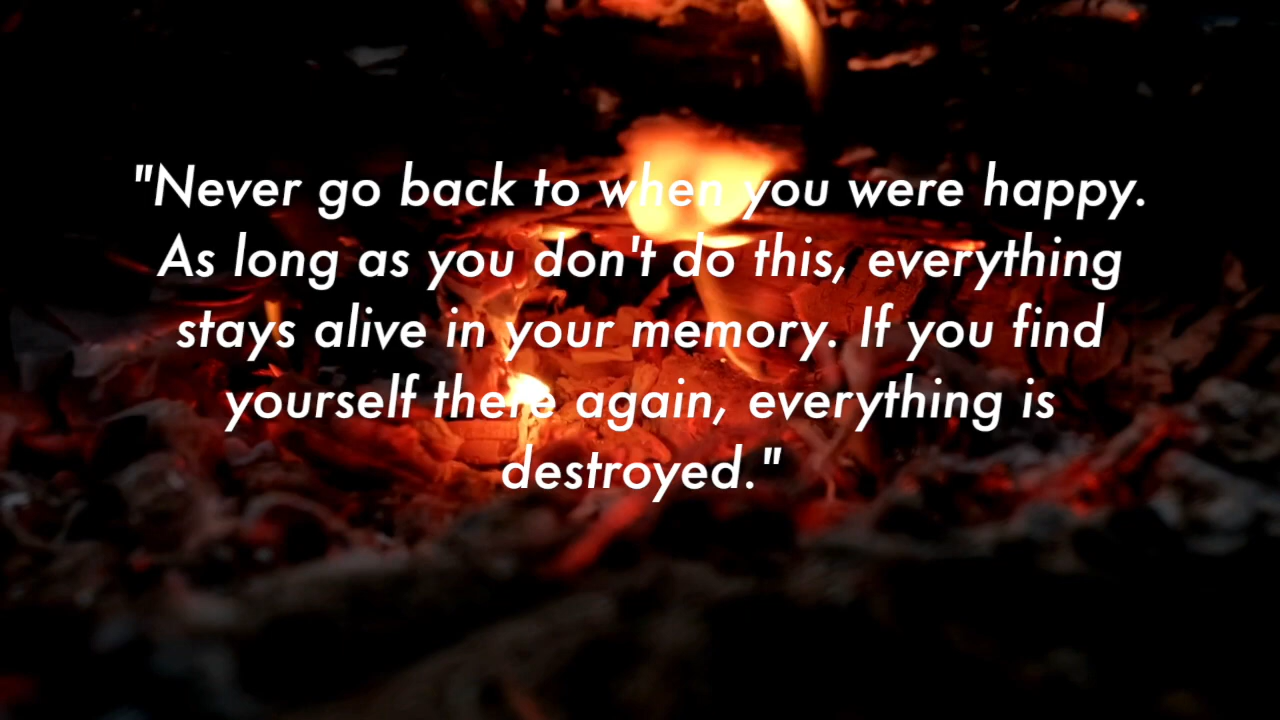 "Never go back to when you were happy.
As long as you don't do this, everything
stays alive in your memory. If you find
yourself there again, everything is
destroyed."